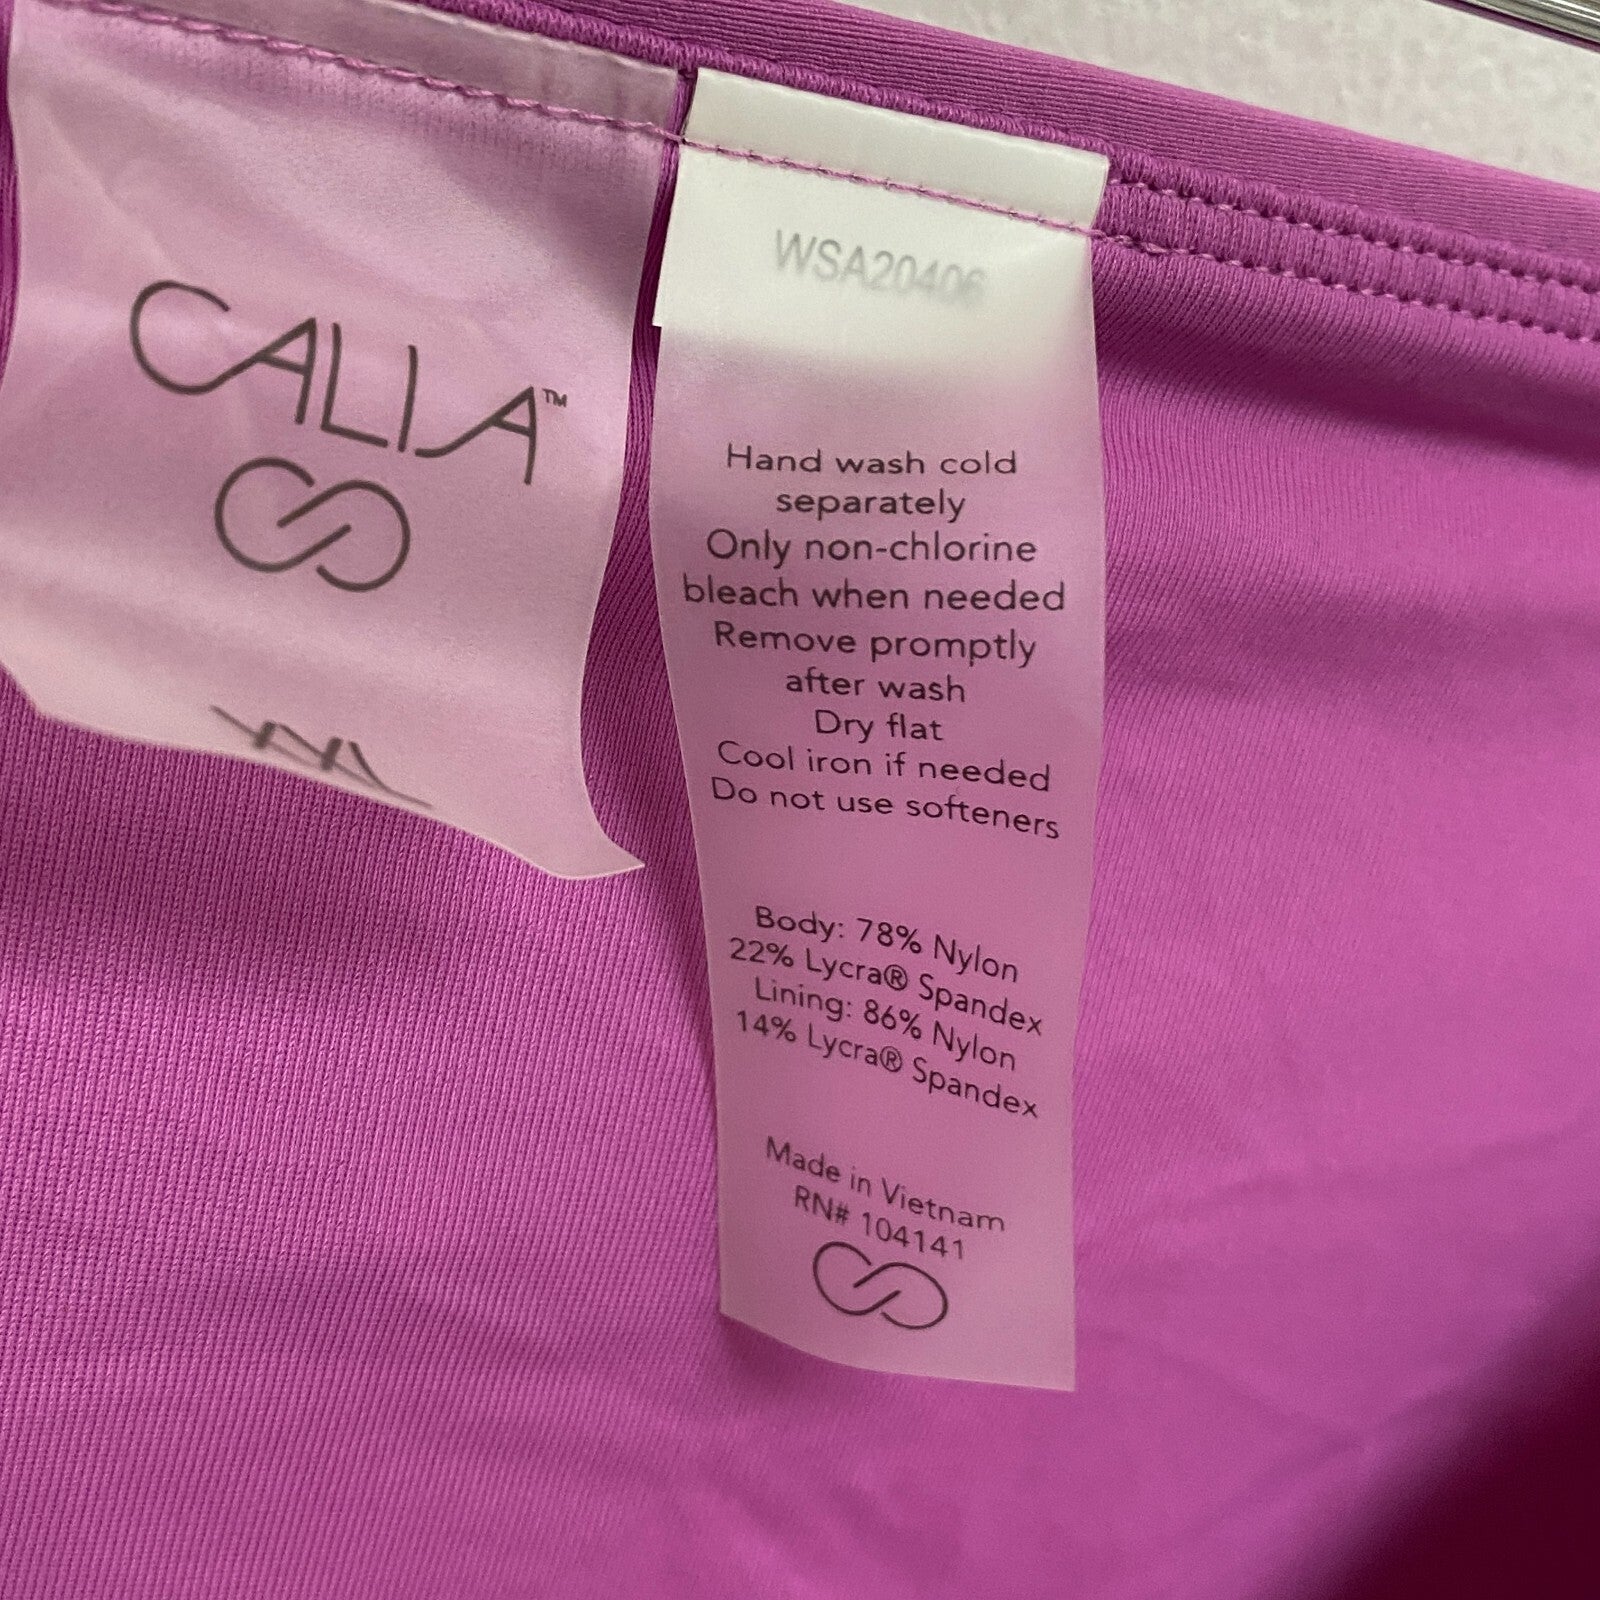 CALIA™
WSA20406
Hand wash cold
separately
Only non-chlorine
bleach when needed
Remove promptly
after wash
Dry flat
Cool iron if needed
Do not use softeners
Body: 78% Nylon
22% Lycra® Spandex
Lining: 86% Nylon
14% Lycra® Spandex
Made in Vietnam
RN# 104141